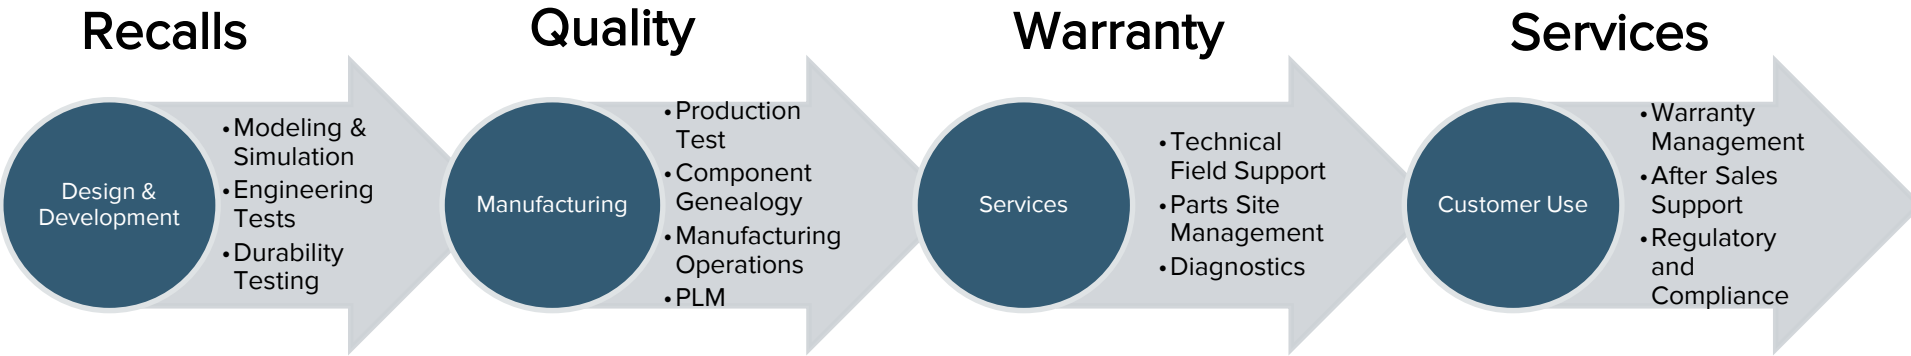 Recalls
Design &
Development
•Modeling &
Simulation
•Engineering
Tests
•Durability
Testing
Quality
Manufacturing
•Production
Test
•Component
Genealogy
•Manufacturing
Operations
•PLM
Warranty
Services
•Technical
Field Support
•Parts Site
Management
•Diagnostics
Services
Customer Use
•Warranty
Management
•After Sales
Support
•Regulatory
and
Compliance